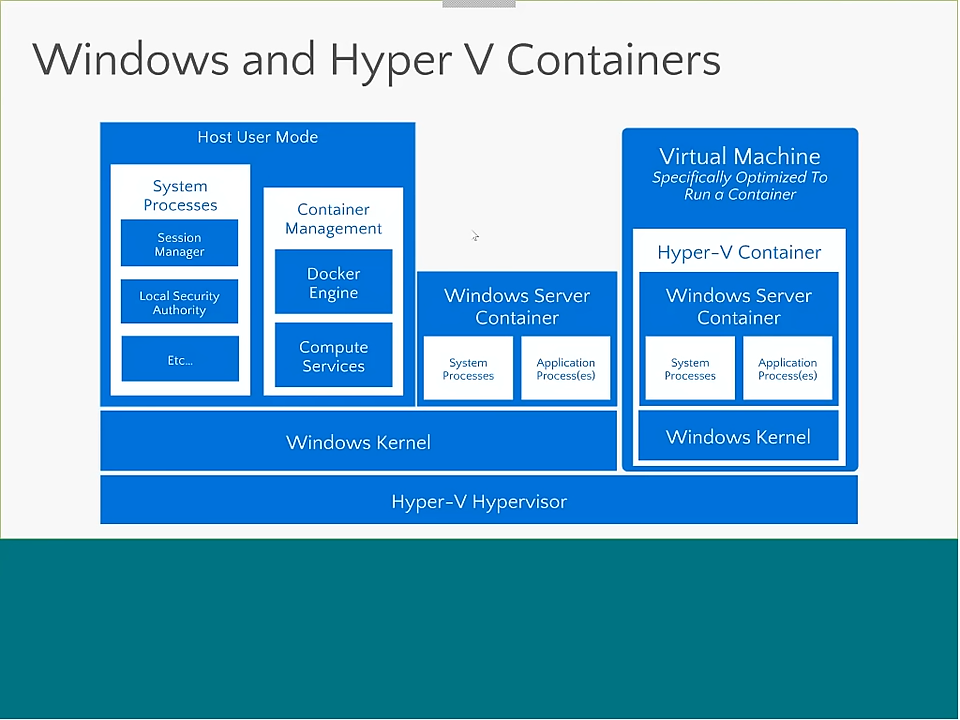 Windows and Hyper V Containers
Host User Mode
System
Processes
Session
Manager
Local Security
Authority
Etc...
Container
Management
Docker
Engine
Compute
Services
Windows Server
Container
System
Processes
Application
Process(es)
Virtual Machine
Specifically Optimized To
Run a Container
Hyper-V Container
Windows Server
Container
System
Processes
Application
Process(es)
Windows Kernel
Windows Kernel
Hyper-V Hypervisor